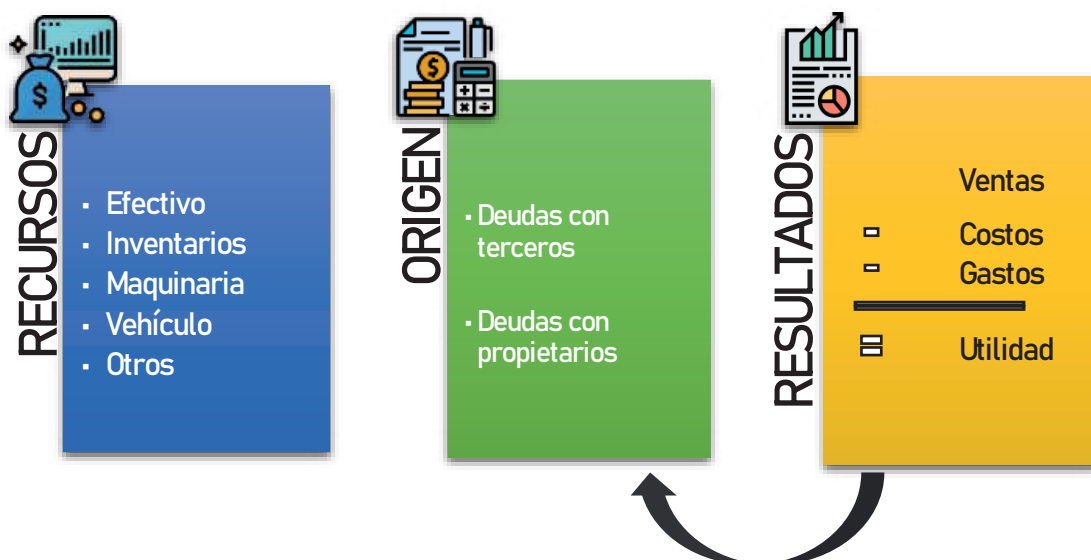 RECURSOS
▪ Efectivo
▪ Inventarios
▪ Maquinaria
▪ Vehículo
▪ Otros
ORIGEN
▪ Deudas con
terceros
▪ Deudas con
propietarios
RESULTADOS
Ventas
- Costos
- Gastos
= Utilidad